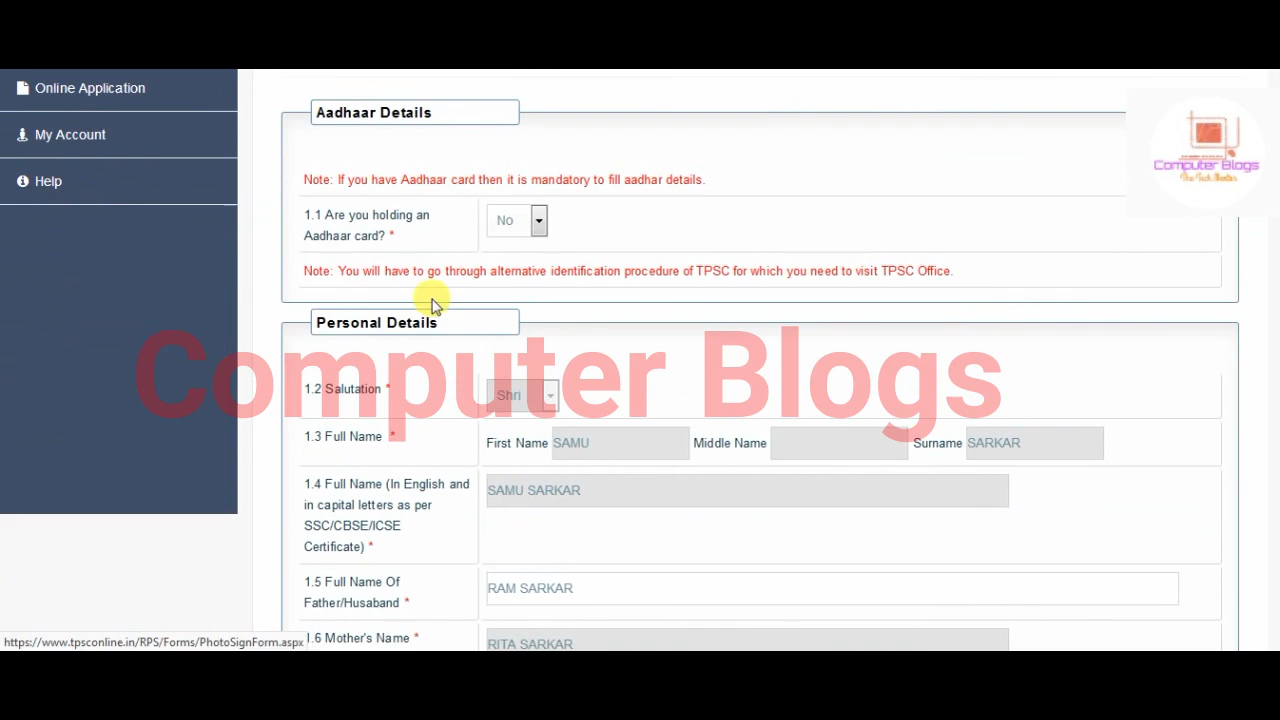 Online Application
My Account
Help
Aadhaar Details
Note: If you have Aadhaar card then it is mandatory to fill aadhar details.
1.1 Are you holding an
Aadhaar card? *
No
Note: You will have to go through alternative identification procedure of TPSC for which you need to visit TPSC Office.
Personal Details
1.2 Salutation *
Shri
1.3 Full Name *
First Name SAMU Middle Name Surname SARKAR
1.4 Full Name (In English and
in capital letters as per
SSC/CBSE/ICSE
Certificate) *
SAMU SARKAR
1.5 Full Name Of
Father/Husaband *
RAM SARKAR
1.6 Mother's Name *
RITA SARKAR
https://www.tpsconline.in/RPS/Forms/PhotoSignForm.aspx
Computer Blogs
Computer Blogs